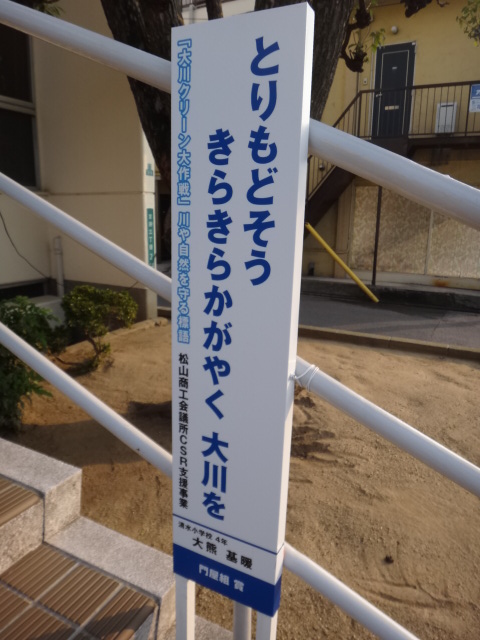 とりもどそう
きらきらかがやく 大川を
『大川クリーン大作戦』 川や自然を守る標語
松山商工会議所CSR支援事業
清水小学校 4年
大熊 基暖
門屋組 賞